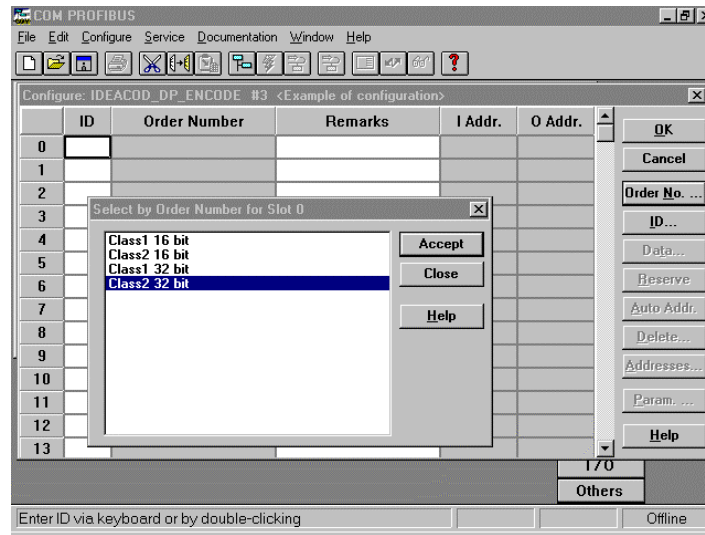 COM PROFIBUS
File Edit Configure Service Documentation Window Help
Configure: IDEACOD_DP_ENCODE #3 <Example of configuration>
ID Order Number Remarks I Addr. O Addr.
0
1
2
3
4
5
6
7
8
9
10
11
12
13
OK
Cancel
Order No. ...
ID...
Data...
Reserve
Auto Addr.
Delete...
Addresses...
Param. ...
Help
Select by Order Number for Slot 0
Class1 16 bit
Class2 16 bit
Class1 32 bit
Class2 32 bit
Accept
Close
Help
I/O
Others
Enter ID via keyboard or by double-clicking
Offline